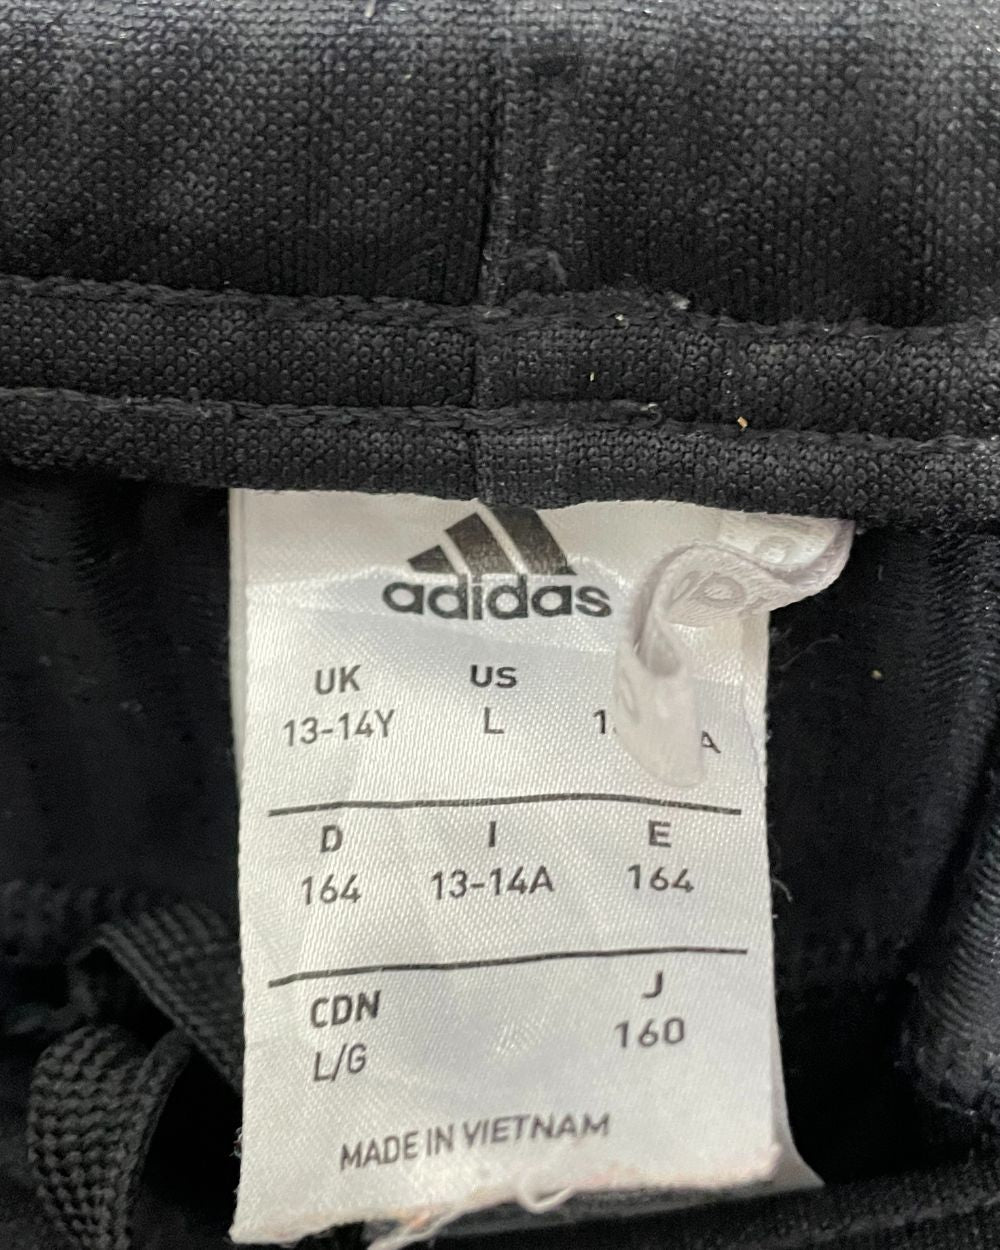 adidas
UK US
13-14Y L
D I E
164 13-14A 164
CDN J
L/G 160
MADE IN VIETNAM